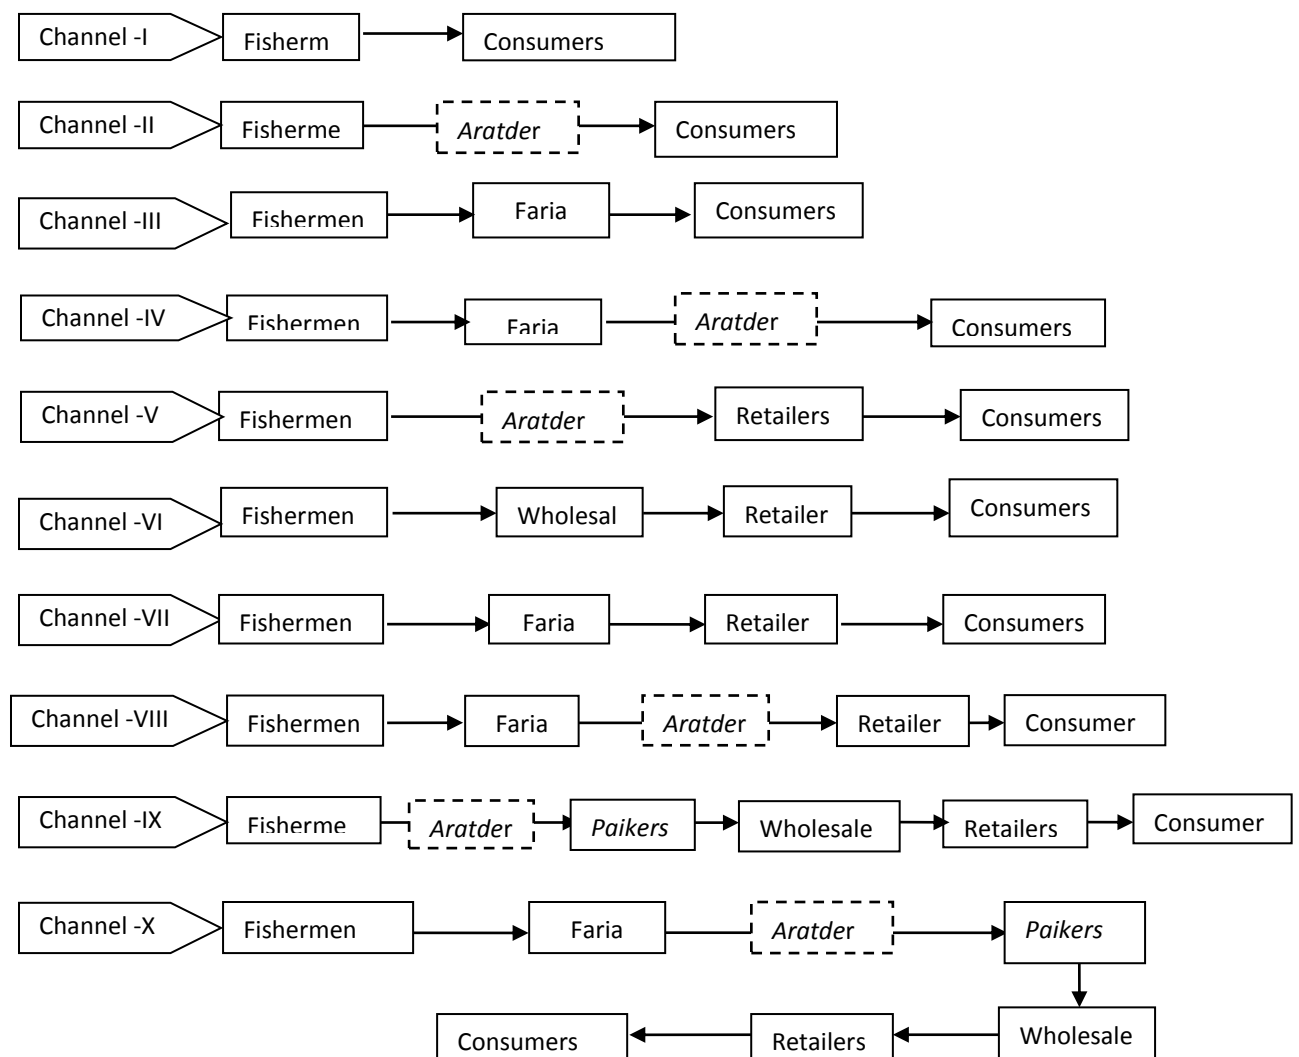 Channel -I Fisherm Consumers
Channel -II Fisherme Aratder Consumers
Channel -III Fishermen Faria Consumers
Channel -IV Fishermen Faria Aratder Consumers
Channel -V Fishermen Aratder Retailers Consumers
Channel -VI Fishermen Wholesal Retailer Consumers
Channel -VII Fishermen Faria Retailer Consumers
Channel -VIII Fishermen Faria Aratder Retailer Consumer
Channel -IX Fisherme Aratder Paikers Wholesale Retailers Consumer
Channel -X Fishermen Faria Aratder Paikers
Consumers Retailers Wholesale